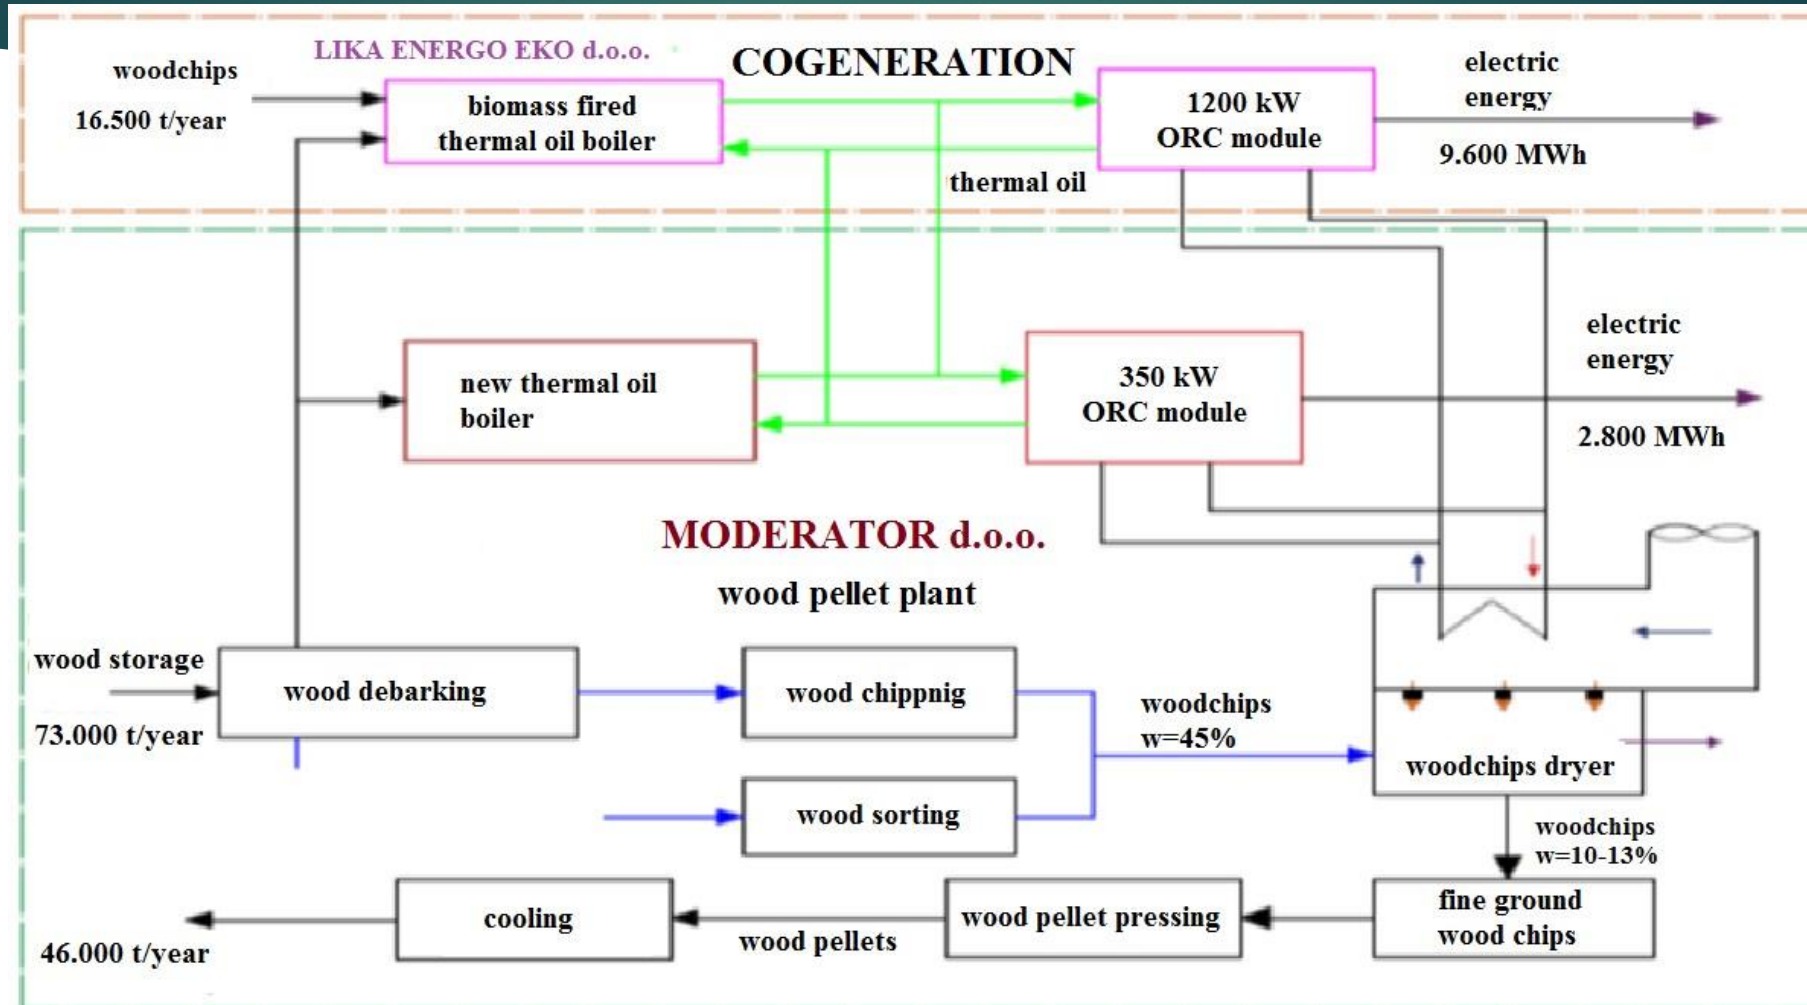 LIKA ENERGO EKO d.o.o.
COGENERATION
woodchips
16.500 t/year
biomass fired
thermal oil boiler
1200 kW
ORC module
electric
energy
9.600 MWh
thermal oil
new thermal oil
boiler
350 kW
ORC module
electric
energy
2.800 MWh
MODERATOR d.o.o.
wood pellet plant
wood storage
73.000 t/year
wood debarking
wood chippnig
wood sorting
woodchips
w=45%
woodchips dryer
woodchips
w=10-13%
fine ground
wood chips
wood pellet pressing
wood pellets
cooling
46.000 t/year